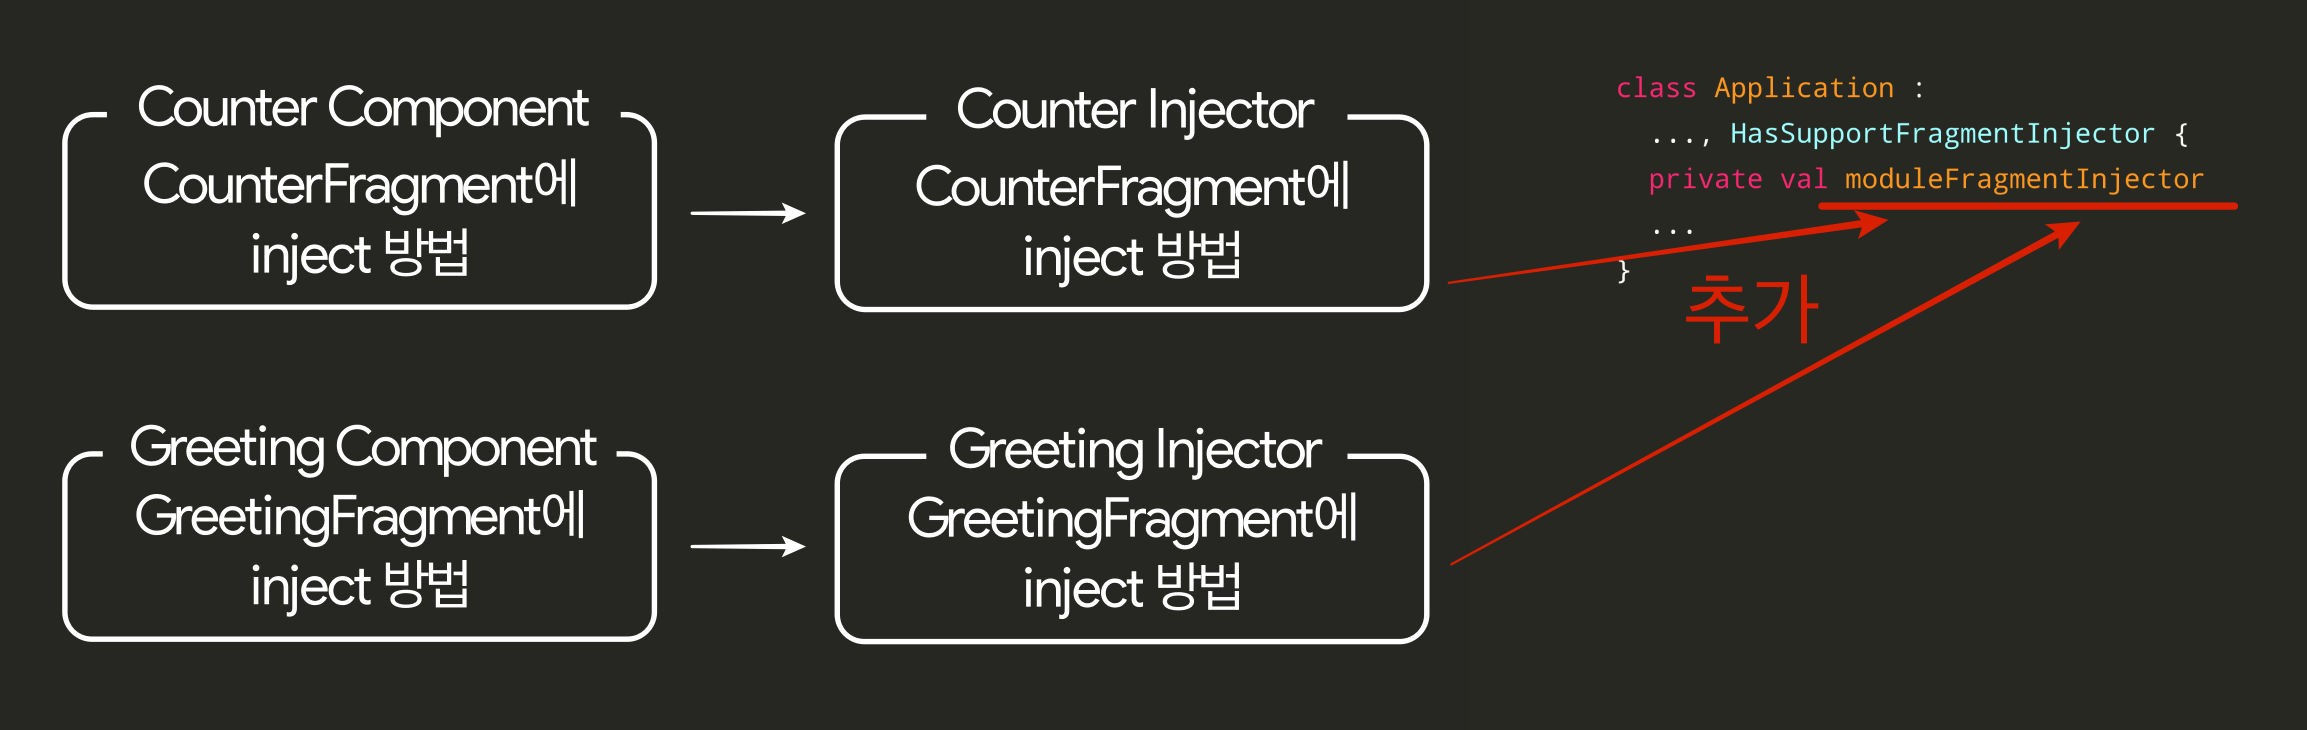 Counter Component
CounterFragment에
inject 방법
Counter Injector
CounterFragment에
inject 방법
class Application :
..., HasSupportFragmentInjector {
private val moduleFragmentInjector
...
}
추가
Greeting Component
GreetingFragment에
inject 방법
Greeting Injector
GreetingFragment에
inject 방법